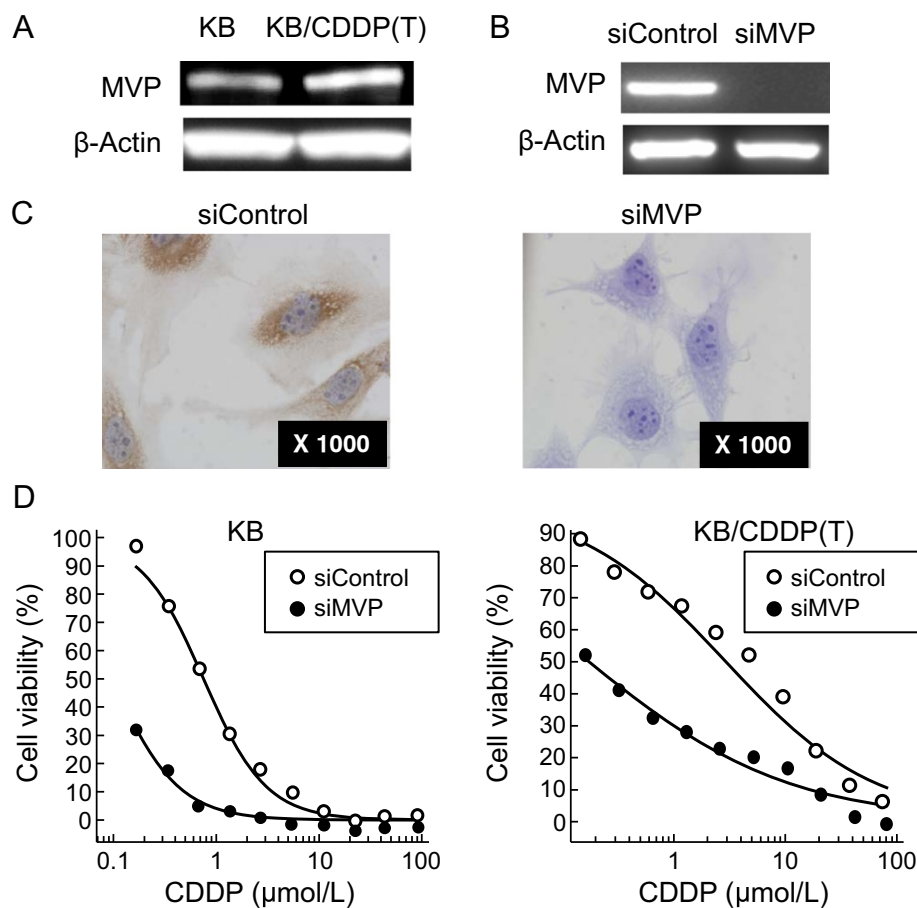 A
KB KB/CDDP(T)
MVP
β-Actin
B
siControl siMVP
MVP
β-Actin
C
siControl
X 1000
siMVP
X 1000
D
KB
100
90
80
70
60
50
40
30
20
10
0
Cell viability (%)
siControl
siMVP
0.1 1 10 100
CDDP (μmol/L)
KB/CDDP(T)
90
80
70
60
50
40
30
20
10
0
Cell viability (%)
siControl
siMVP
1 10 100
CDDP (μmol/L)